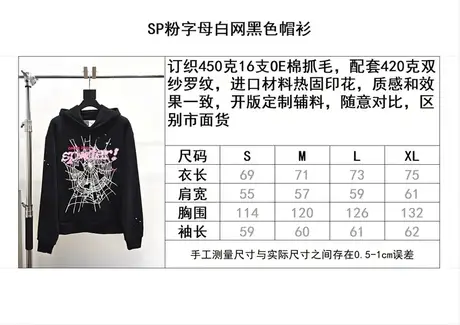 SP粉字母白网黑色帽衫
订织450克16支OE棉抓毛，配套420克双
纱罗纹，进口材料热固印花，质感和效
果一致，开版定制辅料，随意对比，区
别市面货
尺码 S M L XL
衣长 69 71 73 75
肩宽 55 57 59 61
胸围 114 120 126 132
袖长 59 60 61 62
手工测量尺寸与实际尺寸之间存在0.5-1cm误差